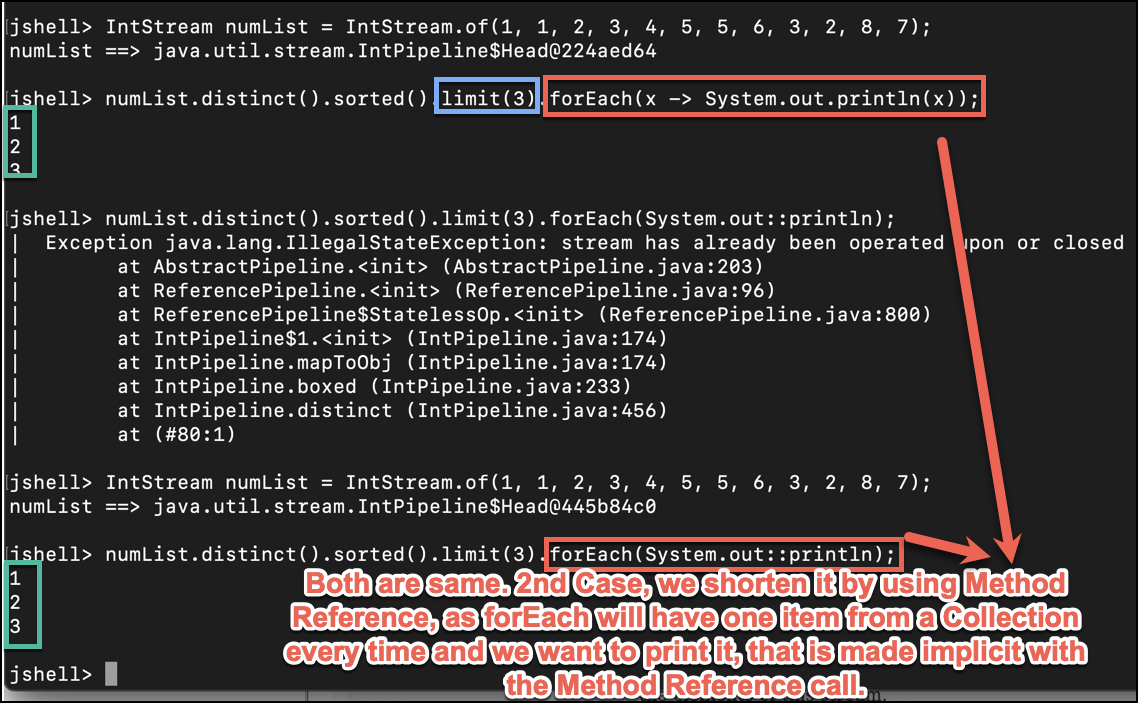 jshell> IntStream numList = IntStream.of(1, 1, 2, 3, 4, 5, 5, 6, 3, 2, 8, 7);
numList ==> java.util.stream.IntPipeline$Head@224aed64
jshell> numList.distinct().sorted().limit(3).forEach(x -> System.out.println(x));
1
2
3
jshell> numList.distinct().sorted().limit(3).forEach(System.out::println);
|  Exception java.lang.IllegalStateException: stream has already been operated upon or closed
|        at AbstractPipeline.<init> (AbstractPipeline.java:203)
|        at ReferencePipeline.<init> (ReferencePipeline.java:96)
|        at ReferencePipeline$StatelessOp.<init> (ReferencePipeline.java:800)
|        at IntPipeline$1.<init> (IntPipeline.java:174)
|        at IntPipeline.mapToObj (IntPipeline.java:174)
|        at IntPipeline.boxed (IntPipeline.java:233)
|        at IntPipeline.distinct (IntPipeline.java:456)
|        at (#80:1)
jshell> IntStream numList = IntStream.of(1, 1, 2, 3, 4, 5, 5, 6, 3, 2, 8, 7);
numList ==> java.util.stream.IntPipeline$Head@445b84c0
jshell> numList.distinct().sorted().limit(3).forEach(System.out::println);
1
2
3
Both are same. 2nd Case, we shorten it by using Method
Reference, as forEach will have one item from a Collection
every time and we want to print it, that is made implicit with
the Method Reference call.
jshell>